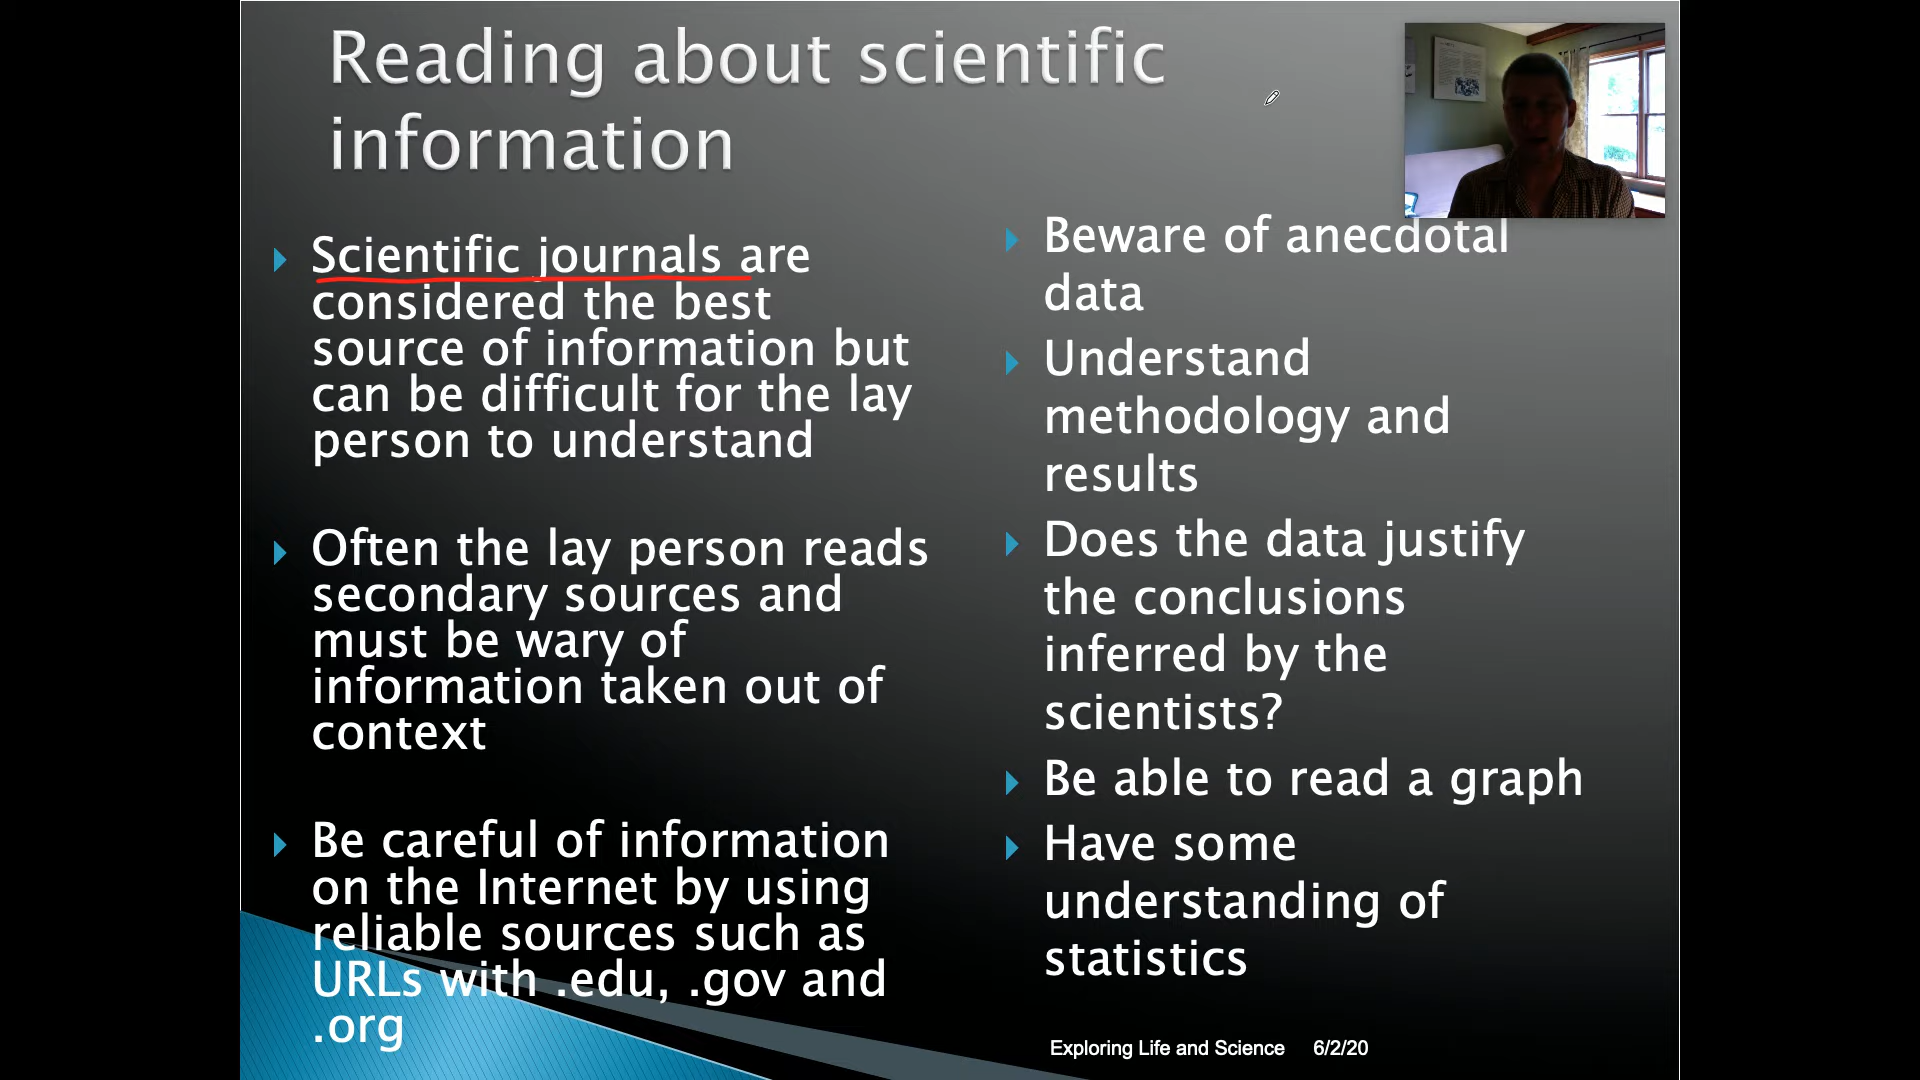 Reading about scientific
information
Scientific journals are
considered the best
source of information but
can be difficult for the lay
person to understand
Often the lay person reads
secondary sources and
must be wary of
information taken out of
context
Be careful of information
on the Internet by using
reliable sources such as
URLs with .edu, .gov and
.org
Beware of anecdotal
data
Understand
methodology and
results
Does the data justify
the conclusions
inferred by the
scientists?
Be able to read a graph
Have some
understanding of
statistics
Exploring Life and Science 6/2/20